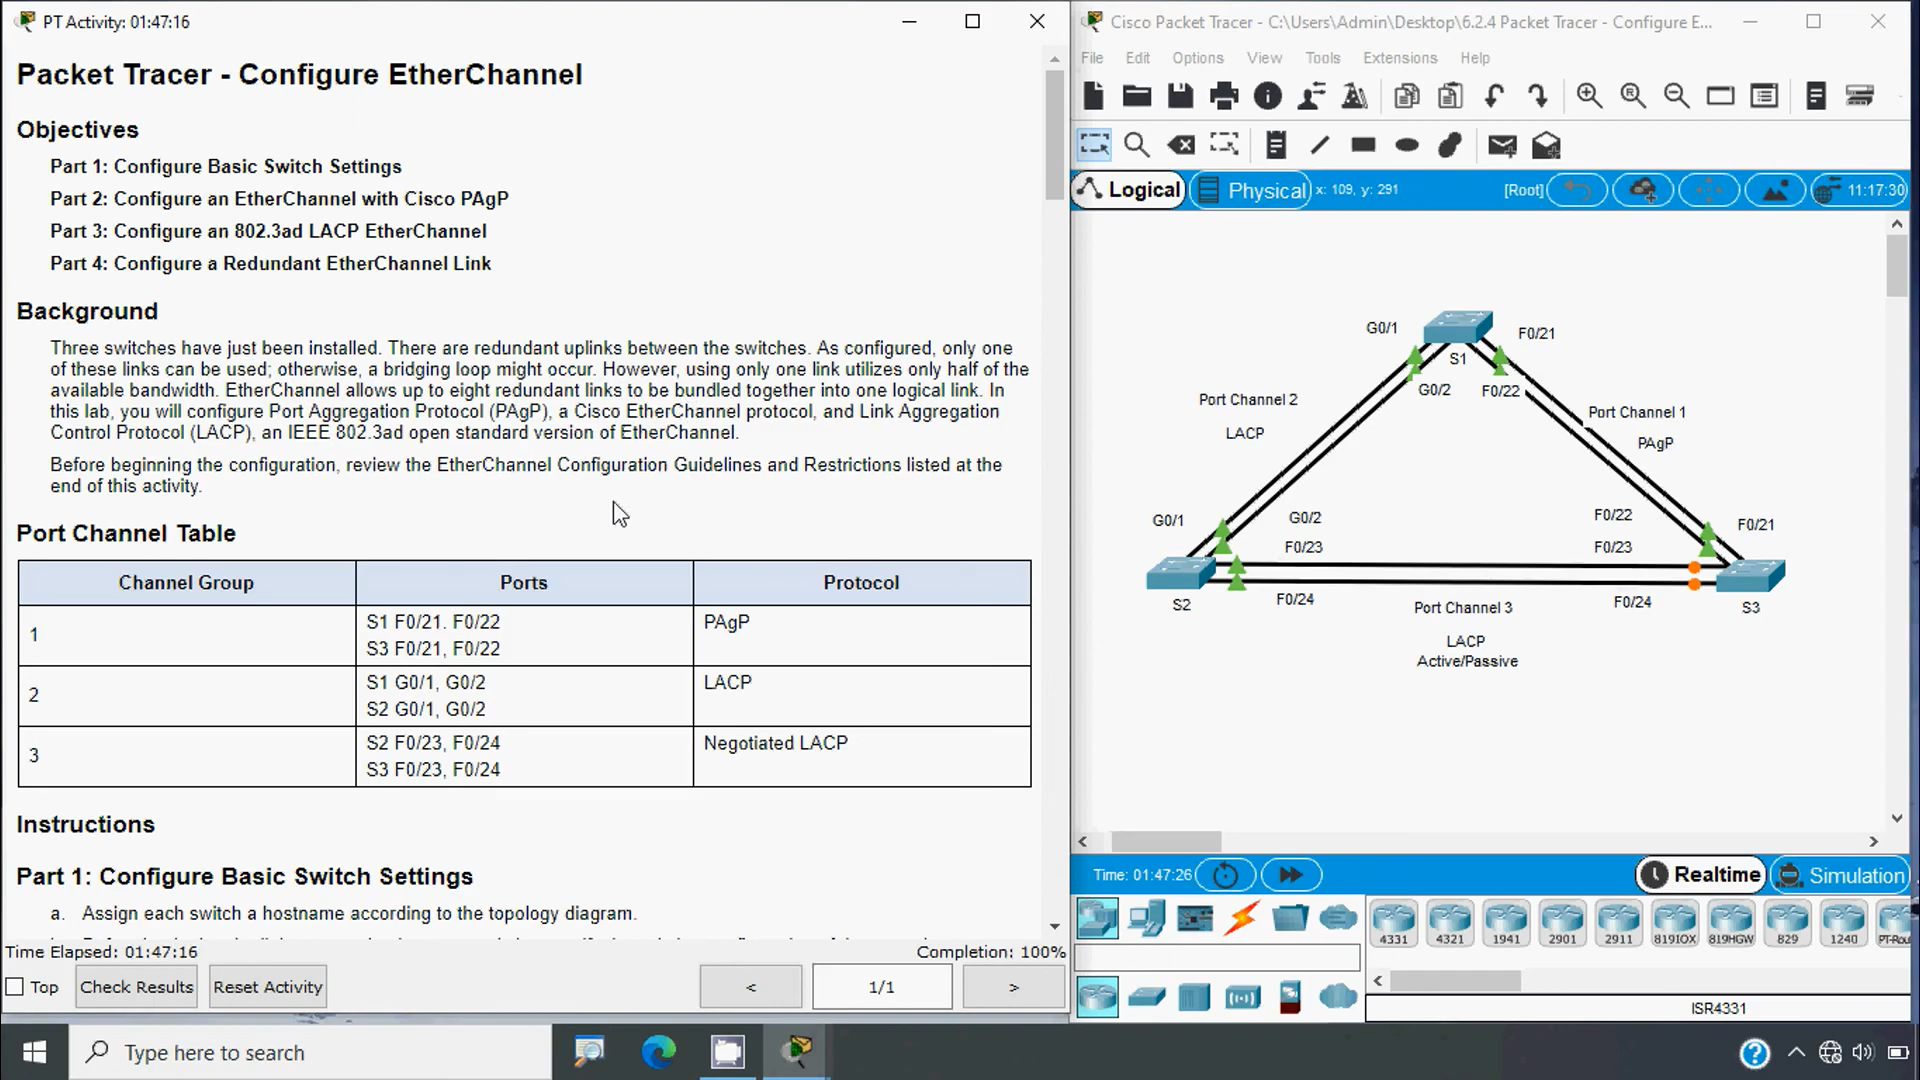 PT Activity: 01:47:16
Packet Tracer - Configure EtherChannel
Objectives
Part 1: Configure Basic Switch Settings
Part 2: Configure an EtherChannel with Cisco PAgP
Part 3: Configure an 802.3ad LACP EtherChannel
Part 4: Configure a Redundant EtherChannel Link
Background
Three switches have just been installed. There are redundant uplinks between the switches. As configured, only one
of these links can be used; otherwise, a bridging loop might occur. However, using only one link utilizes only half of the
available bandwidth. EtherChannel allows up to eight redundant links to be bundled together into one logical link. In
this lab, you will configure Port Aggregation Protocol (PAgP), a Cisco EtherChannel protocol, and Link Aggregation
Control Protocol (LACP), an IEEE 802.3ad open standard version of EtherChannel.
Before beginning the configuration, review the EtherChannel Configuration Guidelines and Restrictions listed at the
end of this activity.
Port Channel Table
Channel Group Ports Protocol
1 S1 F0/21. F0/22 PAgP
S3 F0/21, F0/22
2 S1 G0/1, G0/2 LACP
S2 G0/1, G0/2
3 S2 F0/23, F0/24 Negotiated LACP
S3 F0/23, F0/24
Instructions
Part 1: Configure Basic Switch Settings
a. Assign each switch a hostname according to the topology diagram.
Time Elapsed: 01:47:16 Completion: 100%
Top Check Results Reset Activity < 1/1 >
Cisco Packet Tracer - C:\Users\Admin\Desktop\6.2.4 Packet Tracer - Configure E...
File Edit Options View Tools Extensions Help
Logical Physical x: 109, y: 291 [Root] 11:17:30
G0/1 F0/21
S1
G0/2 F0/22
Port Channel 2 Port Channel 1
LACP PAgP
G0/1 G0/2 F0/22 F0/21
F0/23 F0/23
F0/24 F0/24
S2 Port Channel 3 S3
LACP
Active/Passive
Time: 01:47:26 Realtime Simulation
4331 4321 1941 2901 2911 819IOX 819HGW 829 1240 PT-Rou
ISR4331
Type here to search